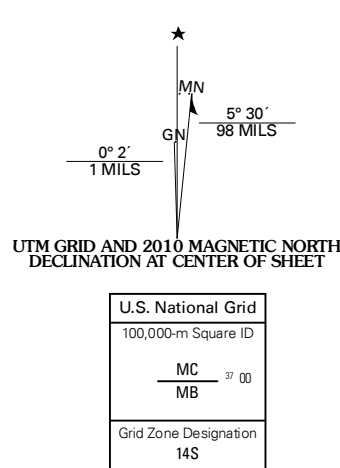 ★
MN
5° 30´
98 MILS
GN
0° 2´
1 MILS
UTM GRID AND 2010 MAGNETIC NORTH
DECLINATION AT CENTER OF SHEET
U.S. National Grid
100,000-m Square ID
MC
37 00
MB
Grid Zone Designation
14S